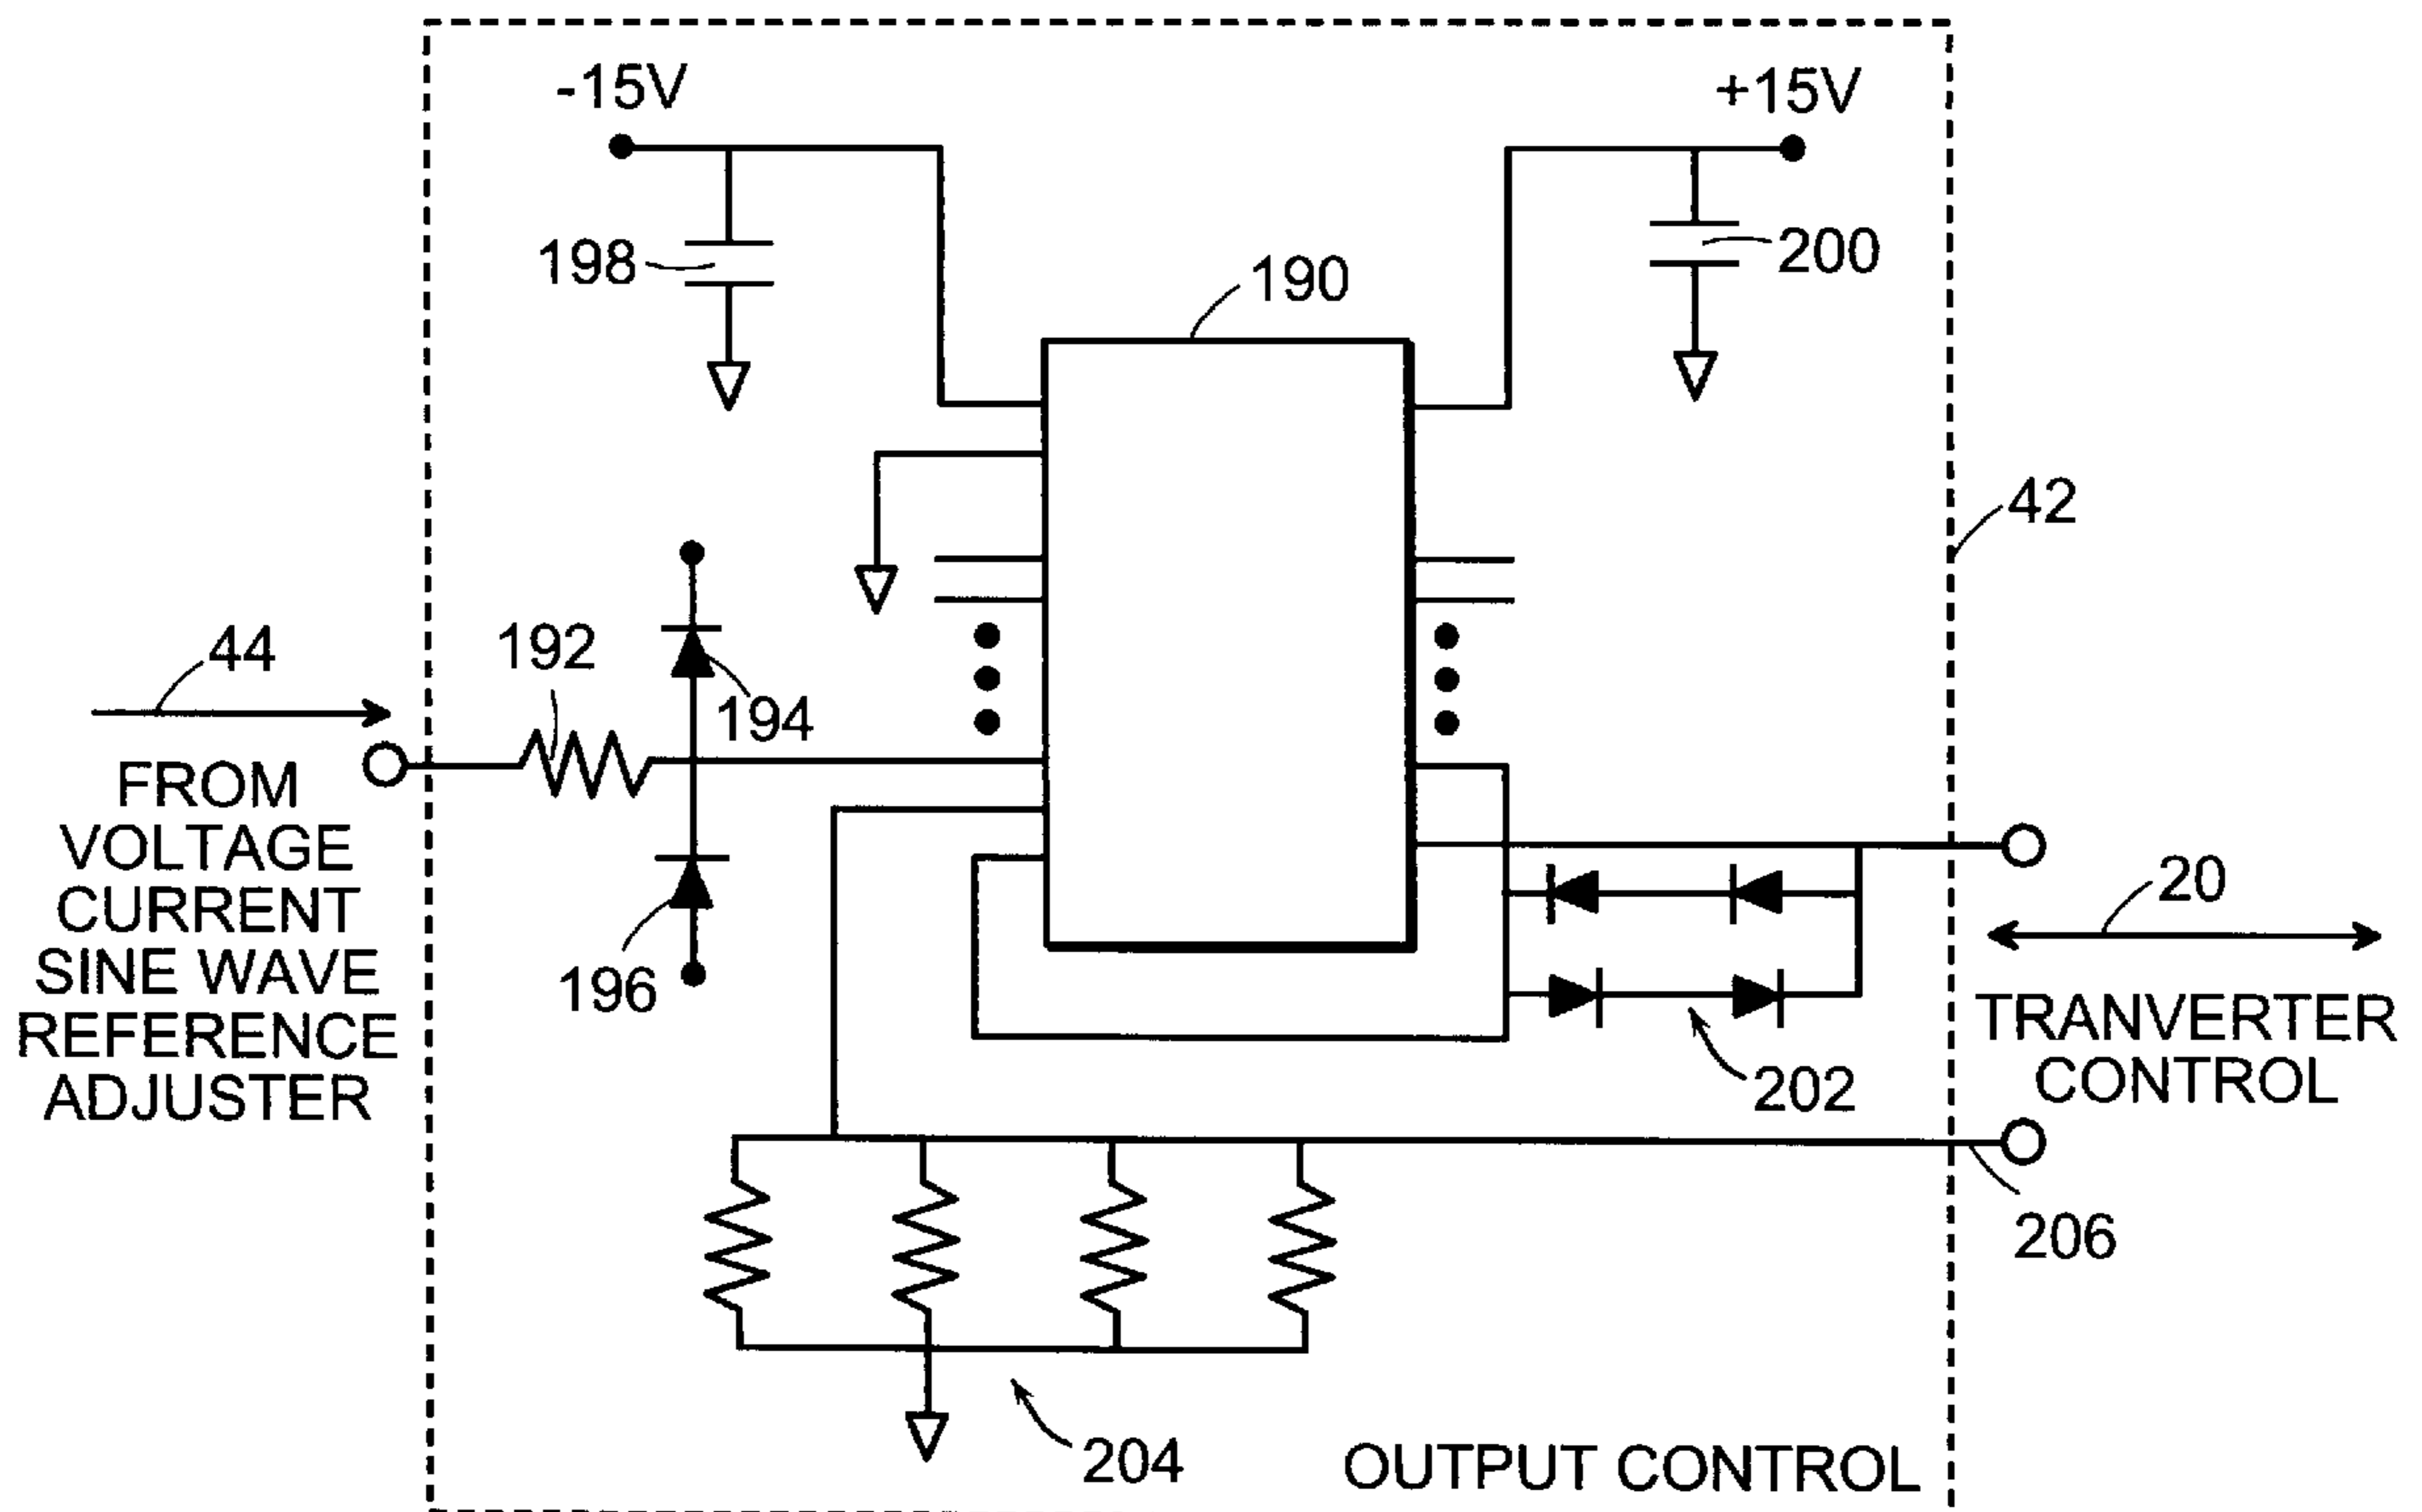 -15V
+15V
198
200
190
42
44
192
194
FROM
VOLTAGE
CURRENT
SINE WAVE
REFERENCE
ADJUSTER
196
20
TRANVERTER
CONTROL
202
206
204
OUTPUT CONTROL